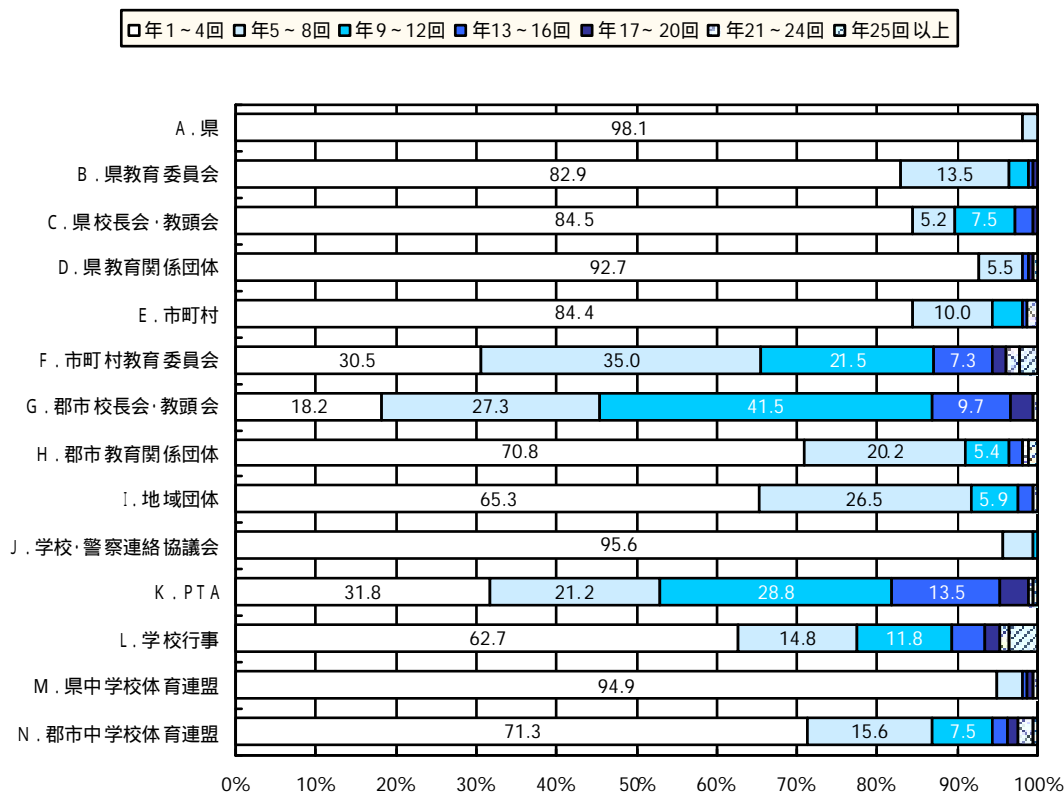 年1～4回 年5～8回 年9～12回 年13～16回 年17～20回 年21～24回 年25回以上
A．県 98.1
B．県教育委員会 82.9 13.5
C．県校長会・教頭会 84.5 5.2 7.5
D．県教育関係団体 92.7 5.5
E．市町村 84.4 10.0
F．市町村教育委員会 30.5 35.0 21.5 7.3
G．郡市校長会・教頭会 18.2 27.3 41.5 9.7
H．郡市教育関係団体 70.8 20.2 5.4
I．地域団体 65.3 26.5 5.9
J．学校・警察連絡協議会 95.6
K．PTA 31.8 21.2 28.8 13.5
L．学校行事 62.7 14.8 11.8
M．県中学校体育連盟 94.9
N．郡市中学校体育連盟 71.3 15.6 7.5
0% 10% 20% 30% 40% 50% 60% 70% 80% 90% 100%